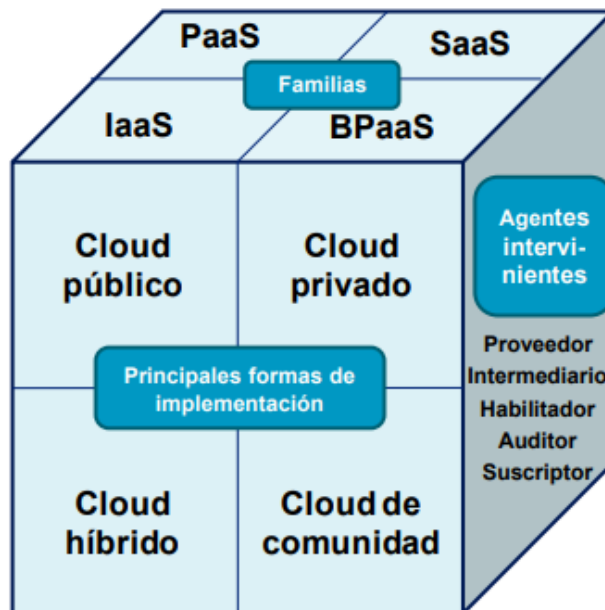 PaaS
SaaS
Familias
IaaS
BPaaS
Cloud
público
Cloud
privado
Agentes
intervi-
nientes
Principales formas de
implementación
Proveedor
Intermediario
Habilitador
Auditor
Suscriptor
Cloud
híbrido
Cloud de
comunidad